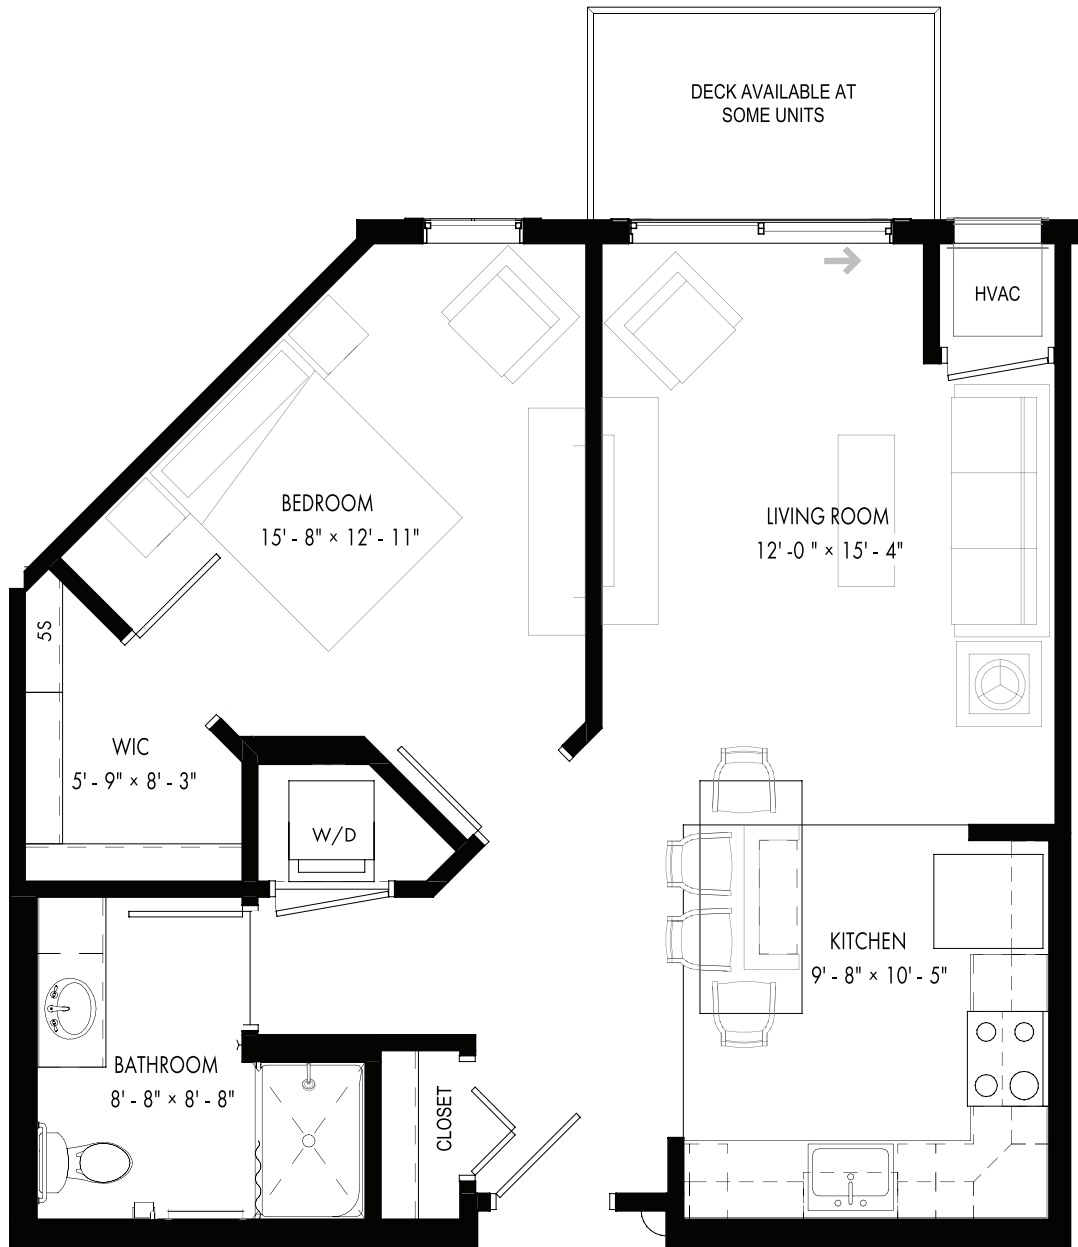 DECK AVAILABLE AT
SOME UNITS
HVAC
BEDROOM
15' - 8" × 12' - 11"
LIVING ROOM
12' -0 " × 15' - 4"
5S
WIC
5' - 9" × 8' - 3"
W/D
KITCHEN
9' - 8" × 10' - 5"
BATHROOM
8' - 8" × 8' - 8"
CLOSET